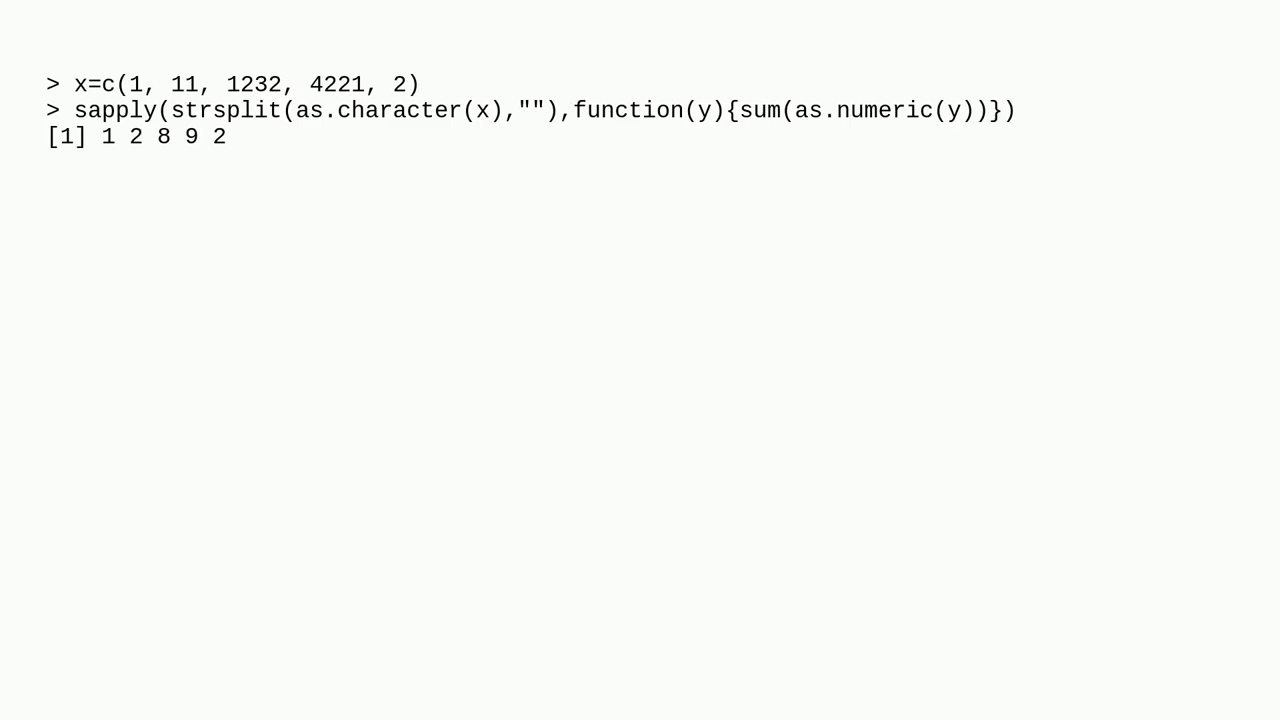 > x=c(1, 11, 1232, 4221, 2)
> sapply(strsplit(as.character(x),""),function(y){sum(as.numeric(y))})
[1] 1 2 8 9 2